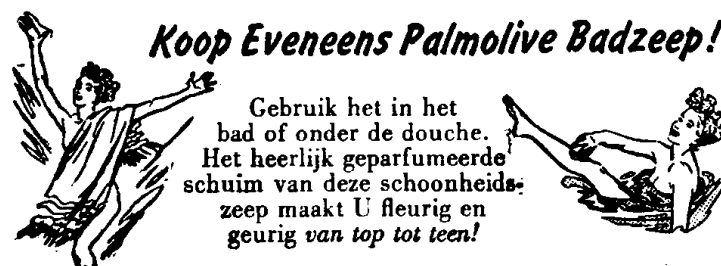 Koop Eveneens Palmolive Badzeep!
Gebruik het in het
bad of onder de douche.
Het heerlijk geparfumeerde
schuim van deze schoonheids-
zeep maakt U fleurig en
geurig van top tot teen!